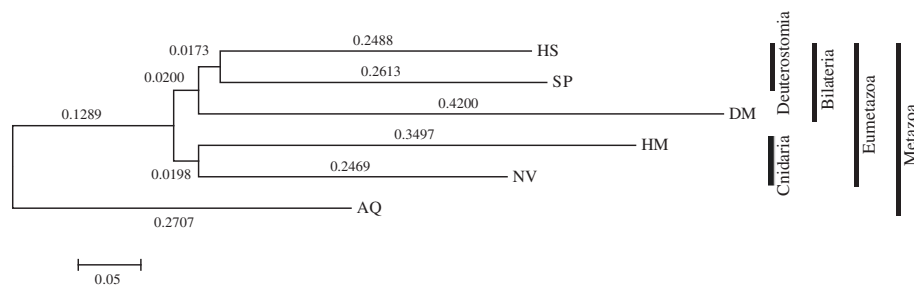 0.2488
HS
0.0173
0.2613
SP
0.0200
0.4200
DM
0.1289
0.3497
HM
0.0198
0.2469
NV
0.2707
AQ
0.05
Deuterostomia
Cnidaria
Bilateria
Eumetazoa
Metazoa